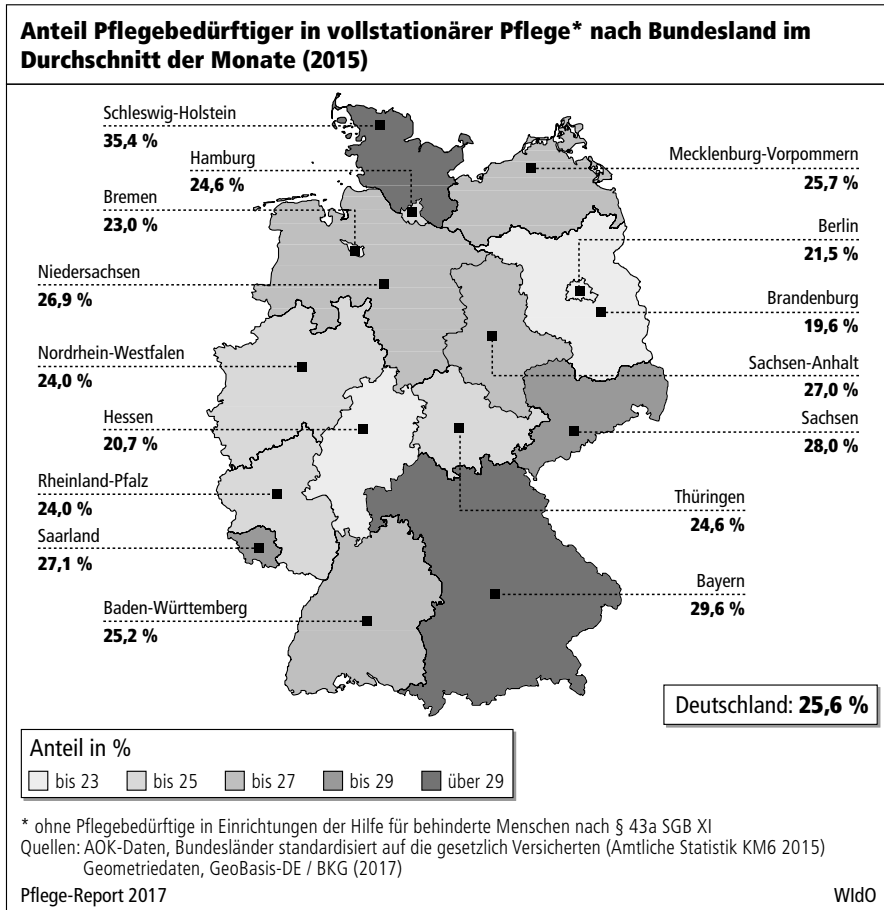 Anteil Pflegebedürftiger in vollstationärer Pflege* nach Bundesland im
Durchschnitt der Monate (2015)
Schleswig-Holstein
35,4 %
Hamburg
24,6 %
Bremen
23,0 %
Niedersachsen
26,9 %
Nordrhein-Westfalen
24,0 %
Hessen
20,7 %
Rheinland-Pfalz
24,0 %
Saarland
27,1 %
Baden-Württemberg
25,2 %
Mecklenburg-Vorpommern
25,7 %
Berlin
21,5 %
Brandenburg
19,6 %
Sachsen-Anhalt
27,0 %
Sachsen
28,0 %
Thüringen
24,6 %
Bayern
29,6 %
Deutschland: 25,6 %
Anteil in %
bis 23 bis 25 bis 27 bis 29 über 29
* ohne Pflegebedürftige in Einrichtungen der Hilfe für behinderte Menschen nach § 43a SGB XI
Quellen: AOK-Daten, Bundesländer standardisiert auf die gesetzlich Versicherten (Amtliche Statistik KM6 2015)
Geometriedaten, GeoBasis-DE / BKG (2017)
Pflege-Report 2017 WIdO